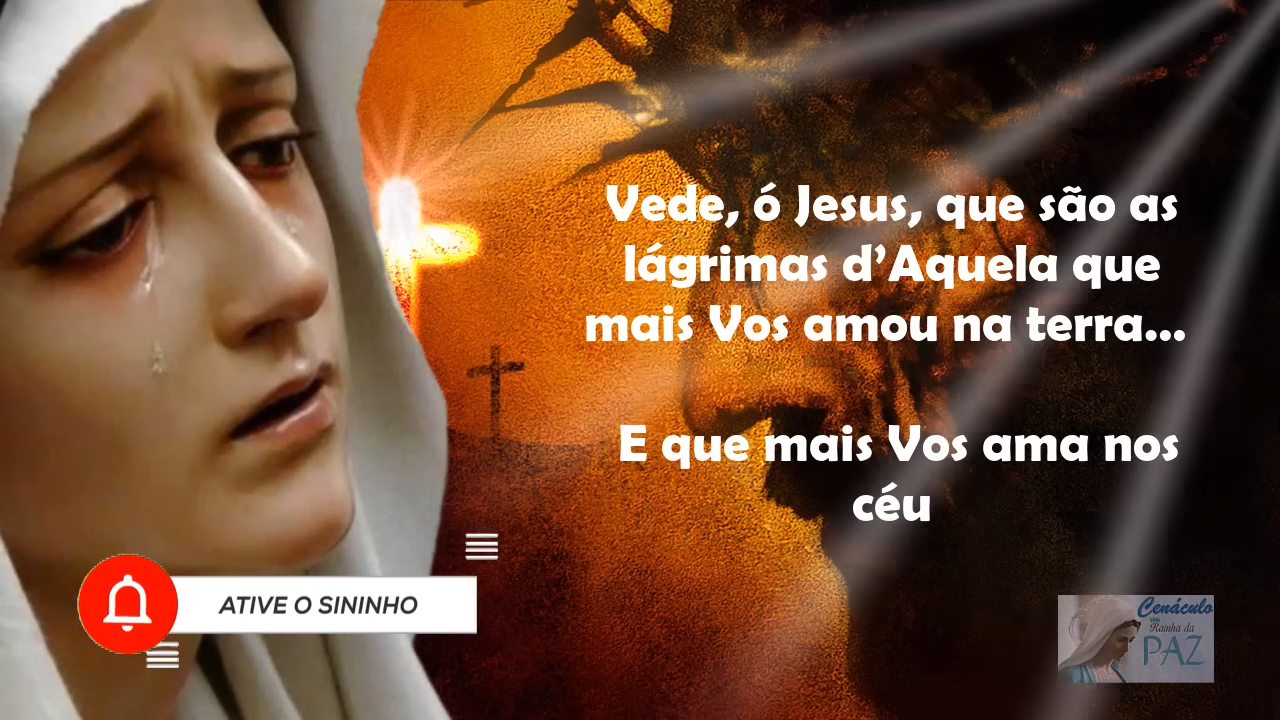 Vede, ó Jesus, que são as
lágrimas d’Aquela que
mais Vos amou na terra...
E que mais Vos ama nos
céu
ATIVE O SININHO
Cenáculo
Rainha da
PAZ